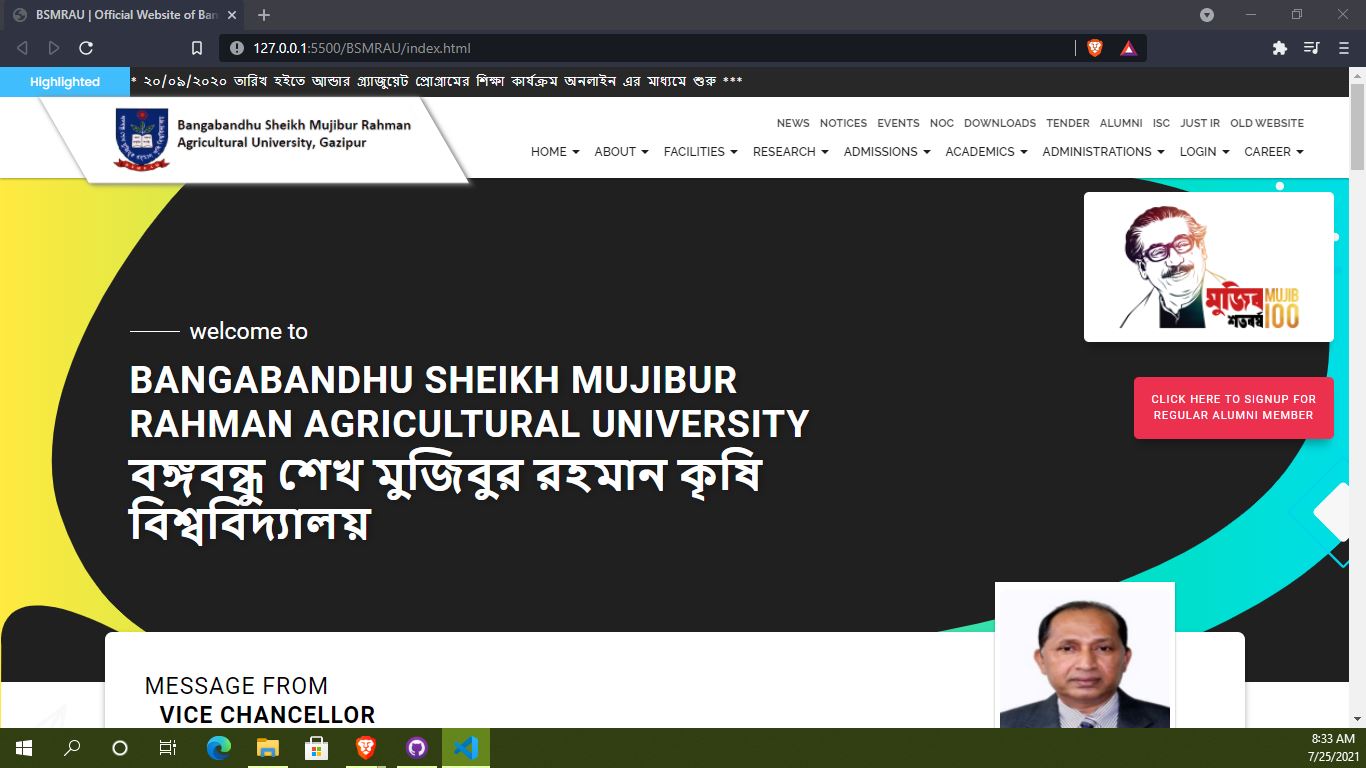 BSMRAU | Official Website of Ban
127.0.0.1:5500/BSMRAU/index.html
Highlighted
* ২০/০৯/২০২০ তারিখ হইতে আন্ডার গ্র্যাজুয়েট প্রোগ্রামের শিক্ষা কার্যক্রম অনলাইন এর মাধ্যমে শুরু ***
Bangabandhu Sheikh Mujibur Rahman
Agricultural University, Gazipur
NEWS NOTICES EVENTS NOC DOWNLOADS TENDER ALUMNI ISC JUST IR OLD WEBSITE
HOME ABOUT FACILITIES RESEARCH ADMISSIONS ACADEMICS ADMINISTRATIONS LOGIN CAREER
মুজিব MUJIB
শতবর্ষ 100
welcome to
BANGABANDHU SHEIKH MUJIBUR
RAHMAN AGRICULTURAL UNIVERSITY
বঙ্গবন্ধু শেখ মুজিবুর রহমান কৃষি
বিশ্ববিদ্যালয়
CLICK HERE TO SIGNUP FOR
REGULAR ALUMNI MEMBER
MESSAGE FROM
VICE CHANCELLOR
8:33 AM
7/25/2021